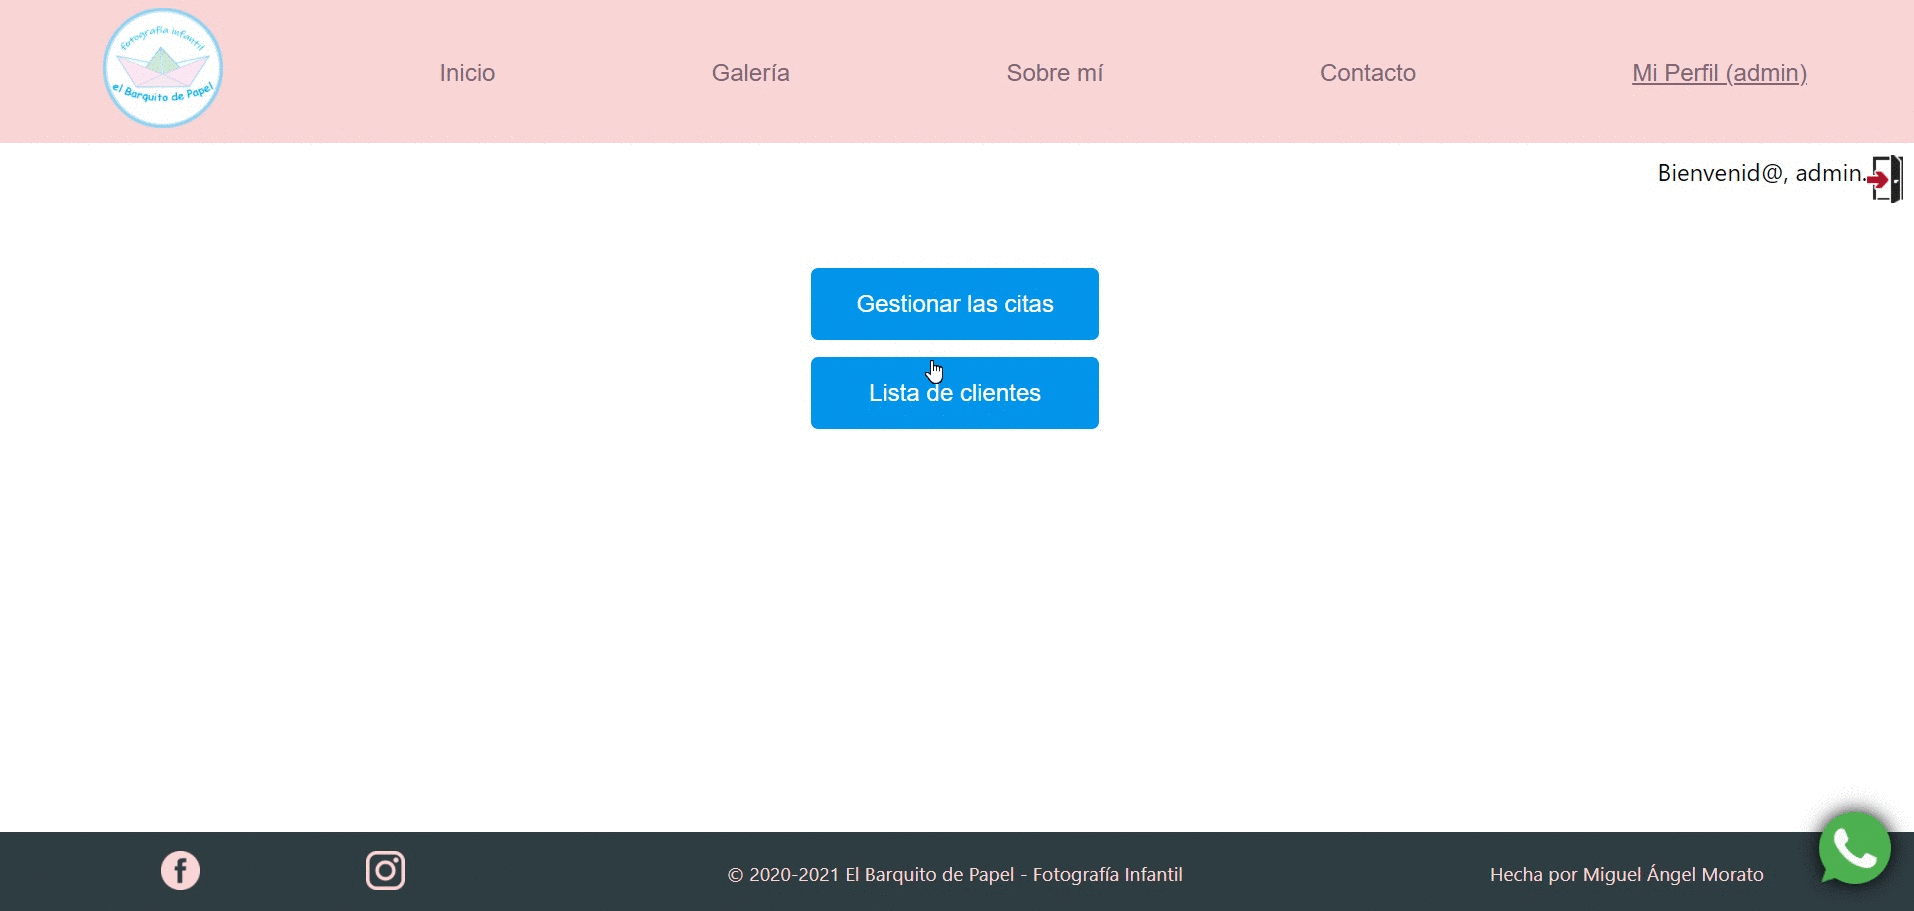 fotografía infantil
el Barquito de Papel
Inicio
Galería
Sobre mí
Contacto
Mi Perfil (admin)
Bienvenid@, admin.
Gestionar las citas
Lista de clientes
© 2020-2021 El Barquito de Papel - Fotografía Infantil
Hecha por Miguel Ángel Morato